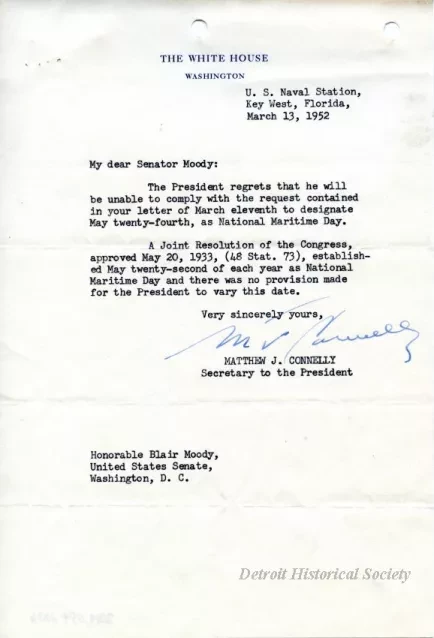 THE WHITE HOUSE
WASHINGTON
U. S. Naval Station,
Key West, Florida,
March 13, 1952
My dear Senator Moody:
The President regrets that he will
be unable to comply with the request contained
in your letter of March eleventh to designate
May twenty-fourth, as National Maritime Day.
A Joint Resolution of the Congress,
approved May 20, 1933, (48 Stat. 73), establish-
ed May twenty-second of each year as National
Maritime Day and there was no provision made
for the President to vary this date.
Very sincerely yours,
M J Connelly
MATTHEW J. CONNELLY
Secretary to the President
Honorable Blair Moody,
United States Senate,
Washington, D. C.
Detroit Historical Society